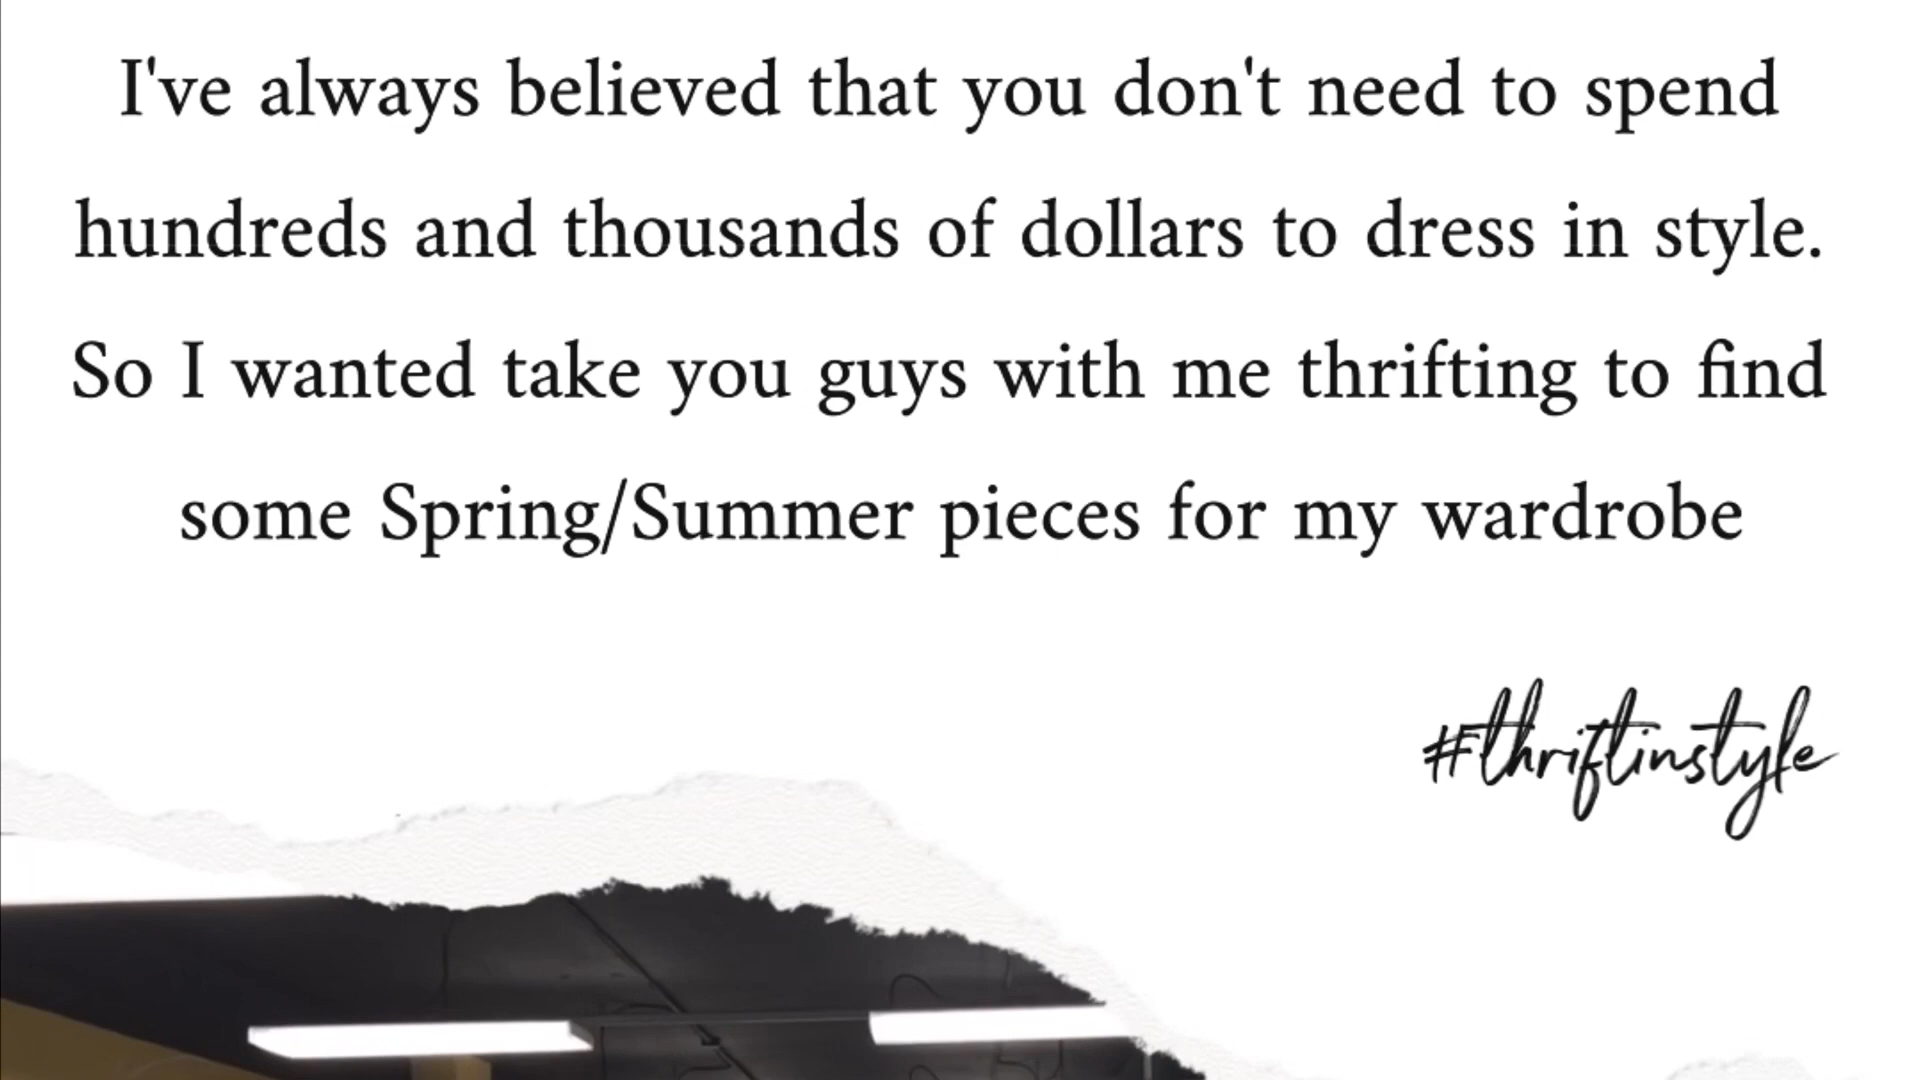 I've always believed that you don't need to spend
hundreds and thousands of dollars to dress in style.
So I wanted take you guys with me thrifting to find
some Spring/Summer pieces for my wardrobe
#thriftinstyle